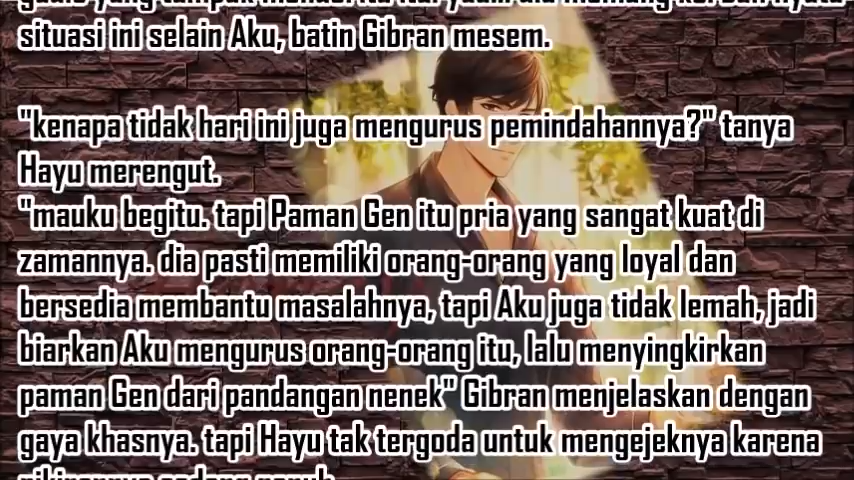 situasi ini selain Aku, batin Gibran mesem.
"kenapa tidak hari ini juga mengurus pemindahannya?" tanya
Hayu merengut.
"mauku begitu. tapi Paman Gen itu pria yang sangat kuat di
zamannya. dia pasti memiliki orang-orang yang loyal dan
bersedia membantu masalahnya, tapi Aku juga tidak lemah, jadi
biarkan Aku mengurus orang-orang itu, lalu menyingkirkan
paman Gen dari pandangan nenek" Gibran menjelaskan dengan
gaya khasnya. tapi Hayu tak tergoda untuk mengejeknya karena